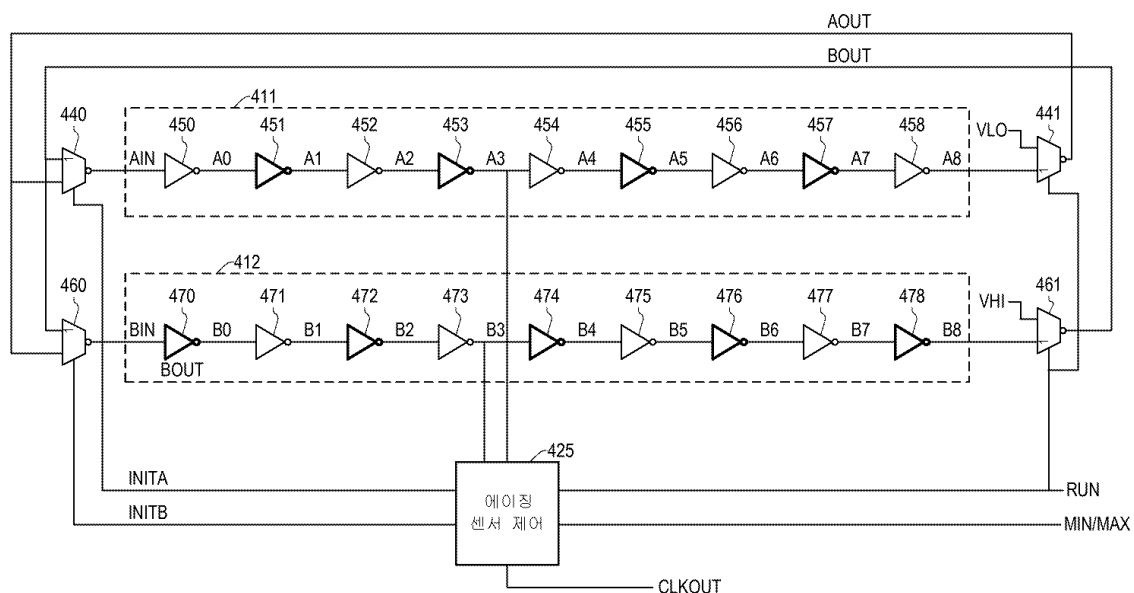 AOUT
BOUT
411
440 450 451 452 453 454 455 456 457 458 VLO 441
AIN A0 A1 A2 A3 A4 A5 A6 A7 A8
412
460 470 471 472 473 474 475 476 477 478 VHI 461
BIN B0 B1 B2 B3 B4 B5 B6 B7 B8
BOUT
425
INITA 에이징 RUN
INITB 센서 제어 MIN/MAX
CLKOUT